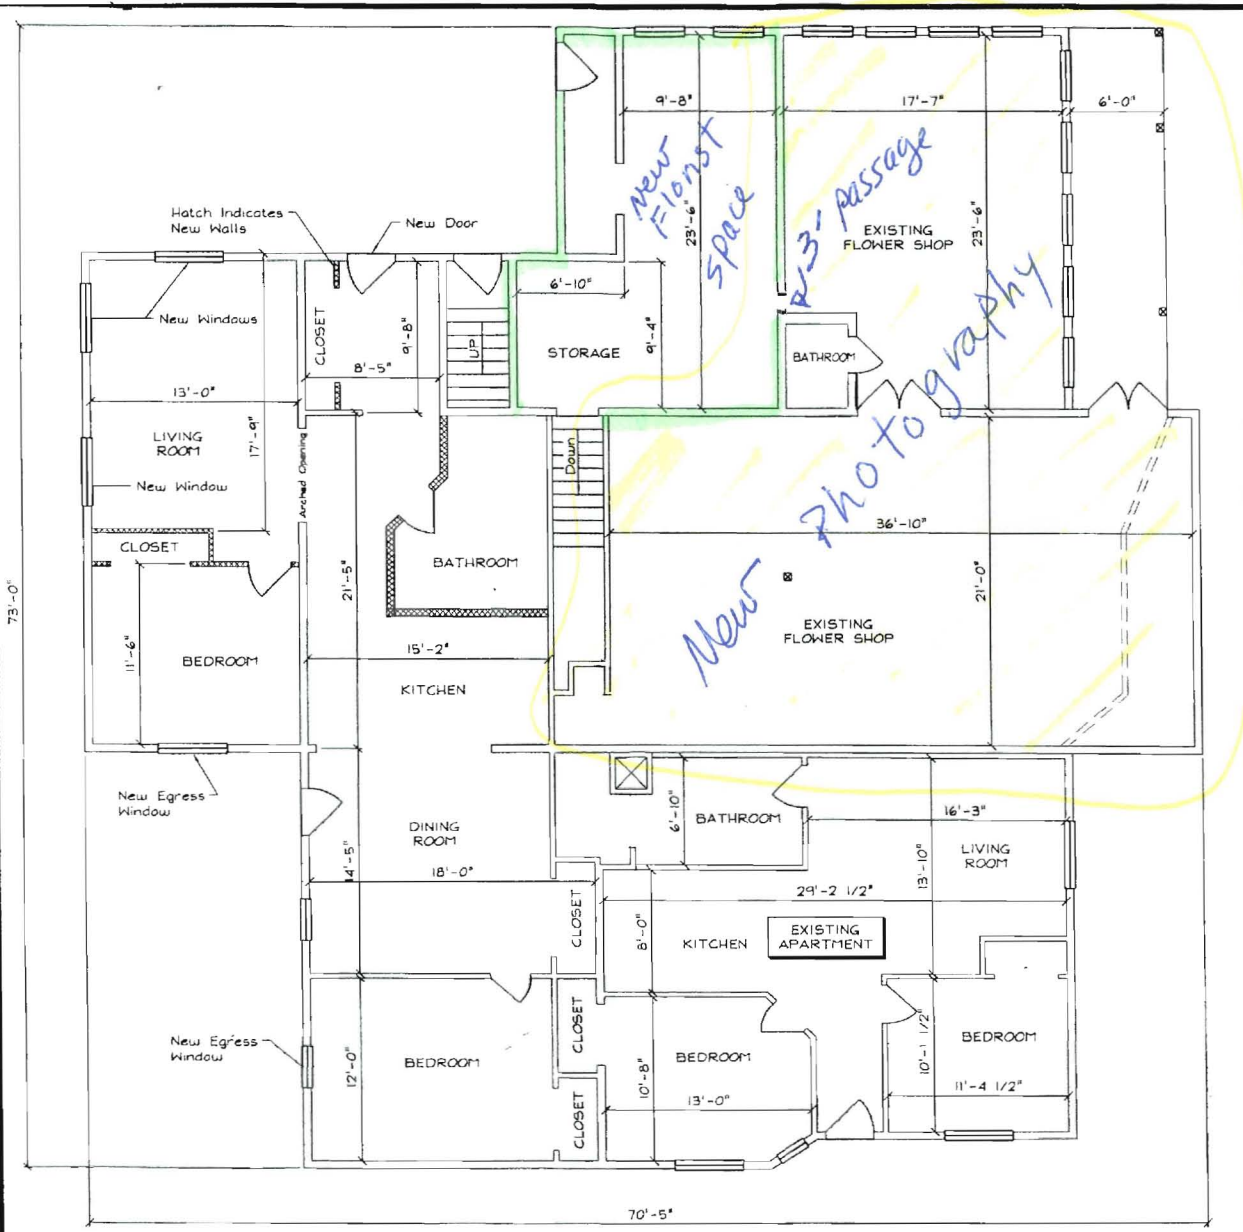 9'-8"
17'-7"
6'-0"
New
Florist
space
23'-6"
3' passage
EXISTING
FLOWER SHOP
23'-6"
Hatch Indicates
New Walls
New Door
6'-10"
9'-4"
STORAGE
UP
CLOSET
9'-8"
8'-5"
New Windows
13'-0"
LIVING
ROOM
17'-9"
Arched Opening
New Window
BATHROOM
New Photography
Down
36'-10"
21'-0"
EXISTING
FLOWER SHOP
CLOSET
BATHROOM
21'-5"
73'-0"
11'-6"
BEDROOM
15'-2"
KITCHEN
New Egress
Window
DINING
ROOM
14'-5"
18'-0"
CLOSET
6'-10"
BATHROOM
16'-3"
LIVING
ROOM
13'-10"
29'-2 1/2"
8'-0"
KITCHEN
EXISTING
APARTMENT
New Egress
Window
12'-0"
BEDROOM
CLOSET
CLOSET
10'-8"
BEDROOM
13'-0"
10'-1 1/2"
BEDROOM
11'-4 1/2"
70'-5"